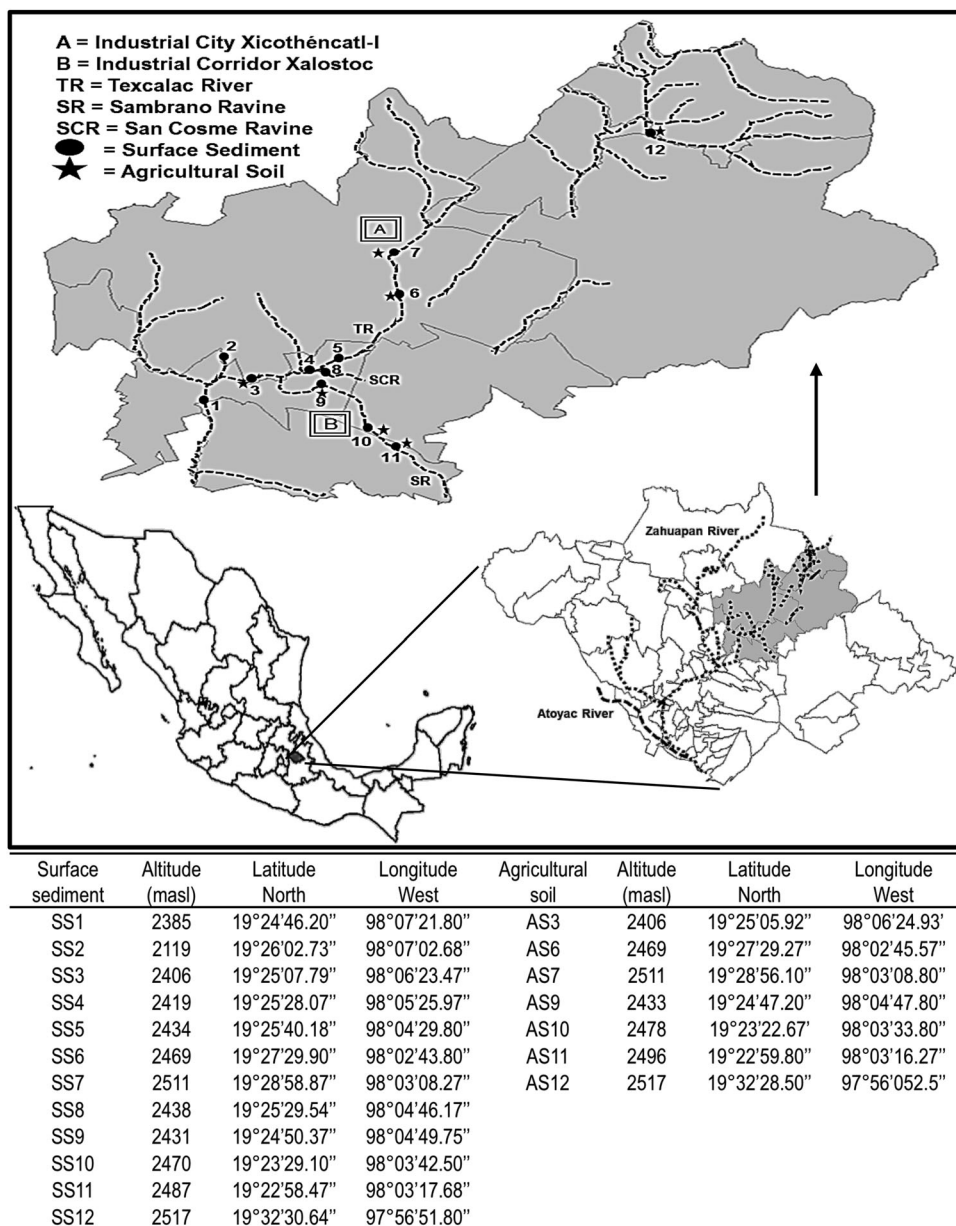 A = Industrial City Xicothéncatl-I
B = Industrial Corridor Xalostoc
TR = Texcalac River
SR = Sambrano Ravine
SCR = San Cosme Ravine
= Surface Sediment
= Agricultural Soil
12
A
7
6
TR
2
5
4
8
SCR
3
9
1
B
10
11
SR
Zahuapan River
Atoyac River
Surface sediment Altitude (masl) Latitude North Longitude West Agricultural soil Altitude (masl) Latitude North Longitude West
SS1 2385 19°24'46.20” 98°07'21.80” AS3 2406 19°25'05.92” 98°06'24.93'
SS2 2119 19°26'02.73” 98°07'02.68” AS6 2469 19°27'29.27” 98°02'45.57”
SS3 2406 19°25'07.79” 98°06'23.47” AS7 2511 19°28'56.10” 98°03'08.80”
SS4 2419 19°25'28.07” 98°05'25.97” AS9 2433 19°24'47.20” 98°04'47.80”
SS5 2434 19°25'40.18” 98°04'29.80” AS10 2478 19°23'22.67' 98°03'33.80”
SS6 2469 19°27'29.90” 98°02'43.80” AS11 2496 19°22'59.80” 98°03'16.27”
SS7 2511 19°28'58.87” 98°03'08.27” AS12 2517 19°32'28.50” 97°56'052.5”
SS8 2438 19°25'29.54” 98°04'46.17”
SS9 2431 19°24'50.37” 98°04'49.75”
SS10 2470 19°23'29.10” 98°03'42.50”
SS11 2487 19°22'58.47” 98°03'17.68”
SS12 2517 19°32'30.64” 97°56'51.80”